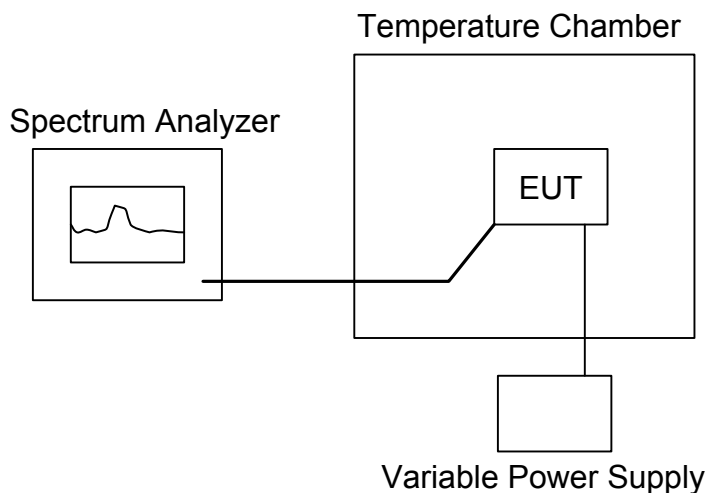 Temperature Chamber
Spectrum Analyzer
EUT
Variable Power Supply